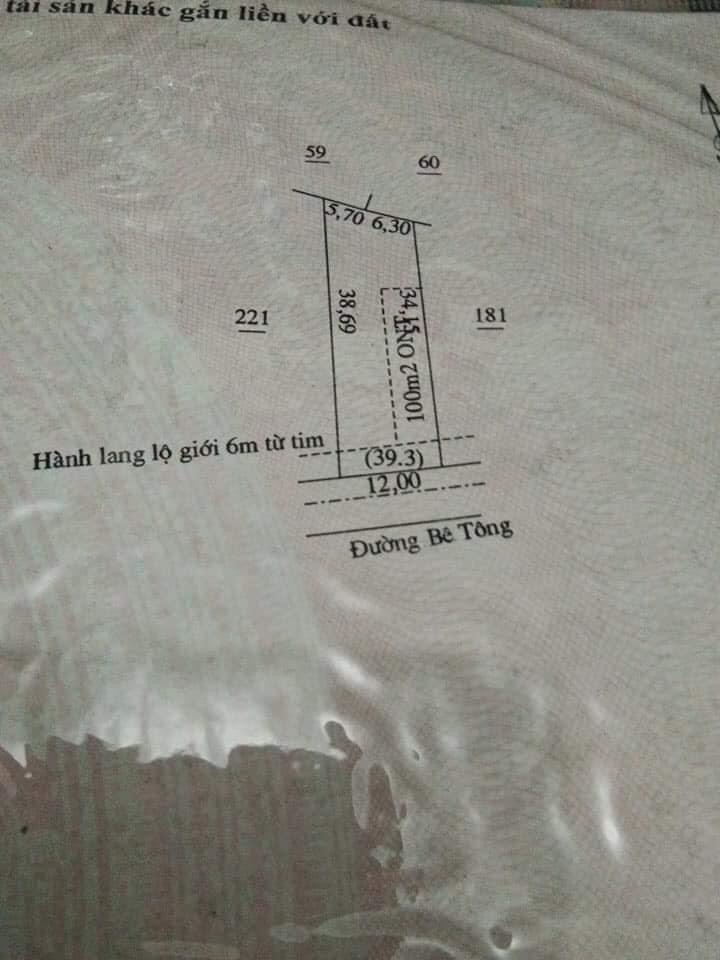 tài sản khác gắn liền với đất
59
60
5,70 6,30
221
38,69
34,15
ONT
100m2
181
Hành lang lộ giới 6m từ tim
(39.3)
12,00
Đường Bê Tông